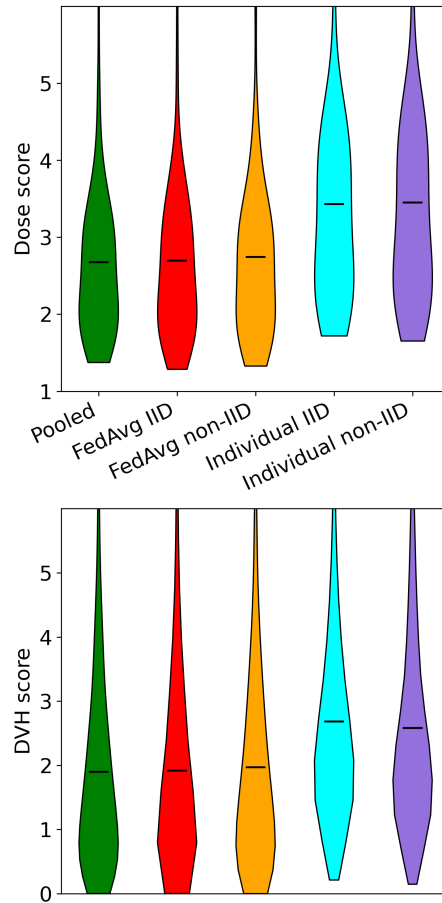 Dose score
5
4
3
2
1
Pooled
FedAvg IID
FedAvg non-IID
Individual IID
Individual non-IID
DVH score
5
4
3
2
1
0